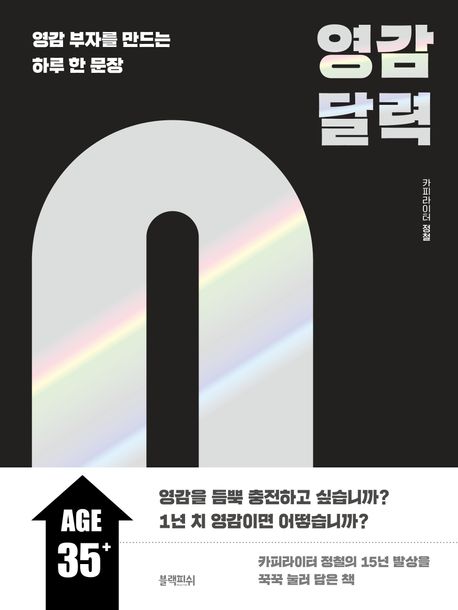 영감 부자를 만드는
하루 한 문장
영감
달력
카피라이터 정철
영감을 듬뿍 충전하고 싶습니까?
1년 치 영감이면 어떻습니까?
AGE
35+
블랙피쉬
카피라이터 정철의 15년 발상을
꾹꾹 눌러 담은 책